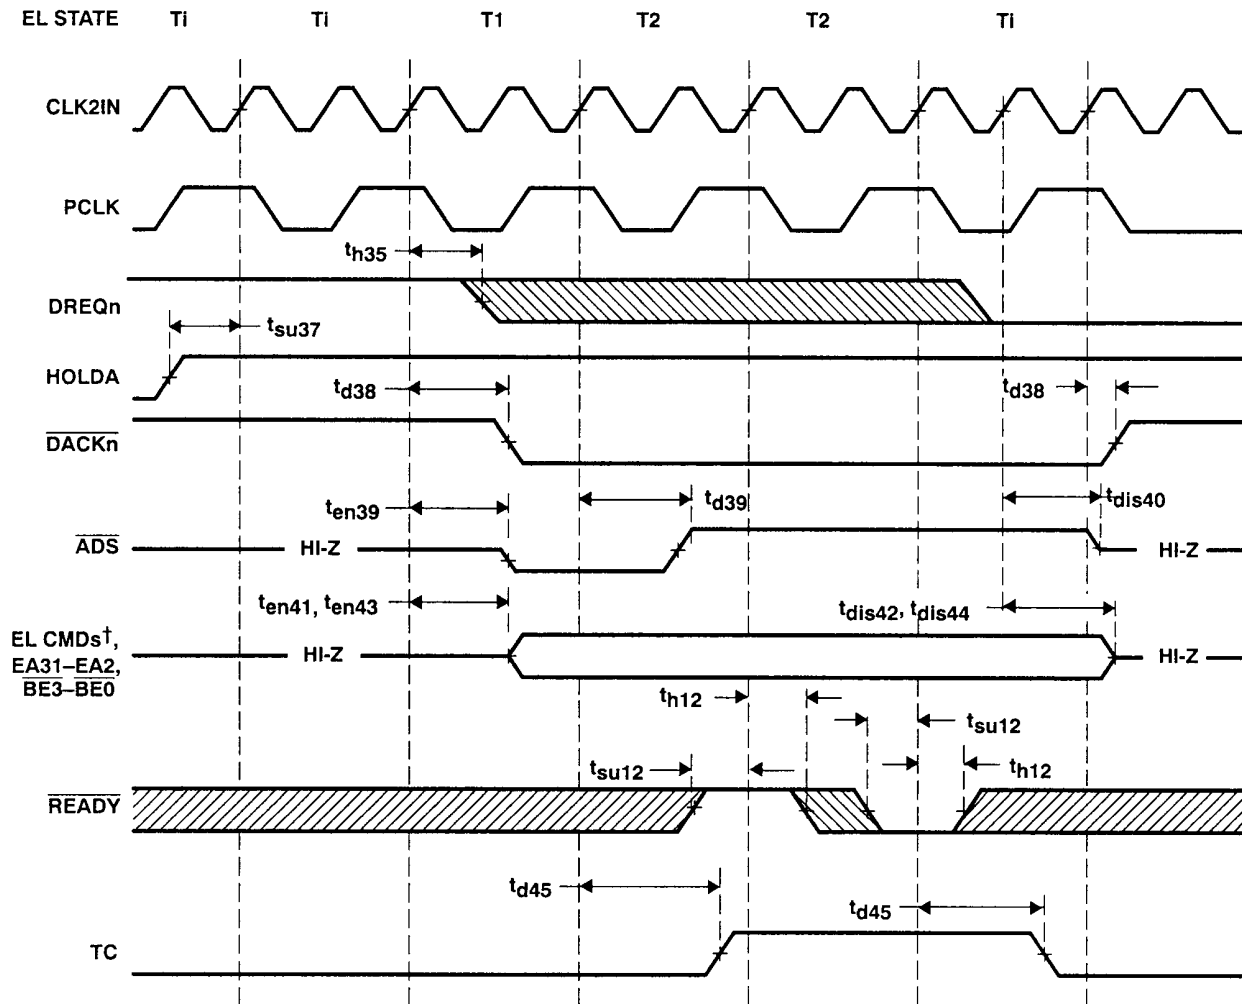 EL STATE Ti Ti T1 T2 T2 Ti
CLK2IN
PCLK
th35
DREQn
tsu37
HOLDA
td38 td38
DACKn
ten39 td39 tdis40
ADS HI-Z HI-Z
ten41, ten43 tdis42, tdis44
EL CMDs†,
EA31–EA2,
BE3–BE0
HI-Z HI-Z
th12 tsu12
tsu12 th12
READY
td45 td45
TC